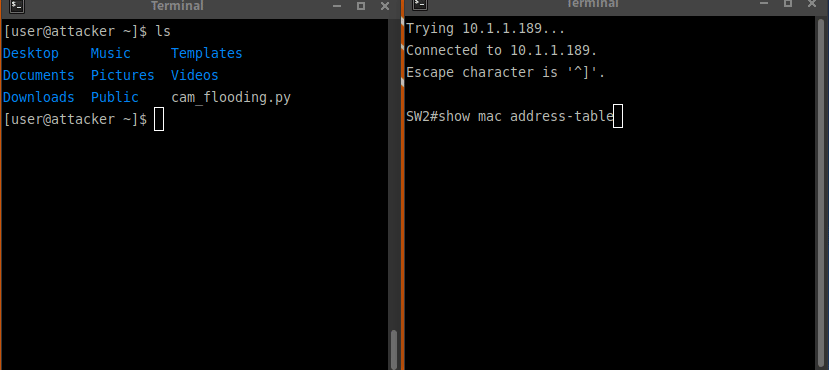 Terminal
[user@attacker ~]$ ls
Desktop Music Templates
Documents Pictures Videos
Downloads Public cam_flooding.py
[user@attacker ~]$
Terminal
Trying 10.1.1.189...
Connected to 10.1.1.189.
Escape character is '^]'.
SW2#show mac address-table